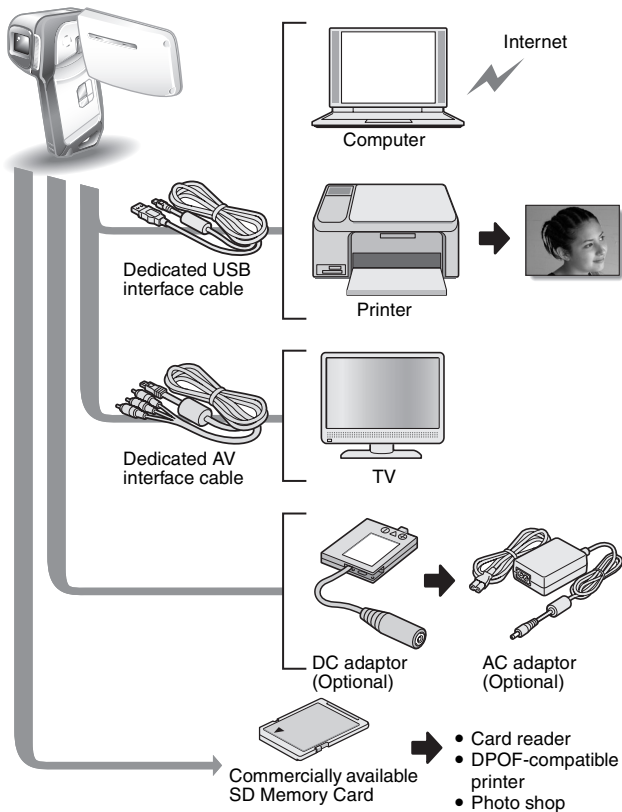 Internet
Computer
Dedicated USB
interface cable
Printer
Dedicated AV
interface cable
TV
DC adaptor
(Optional)
AC adaptor
(Optional)
Commercially available
SD Memory Card
• Card reader
• DPOF-compatible
printer
• Photo shop